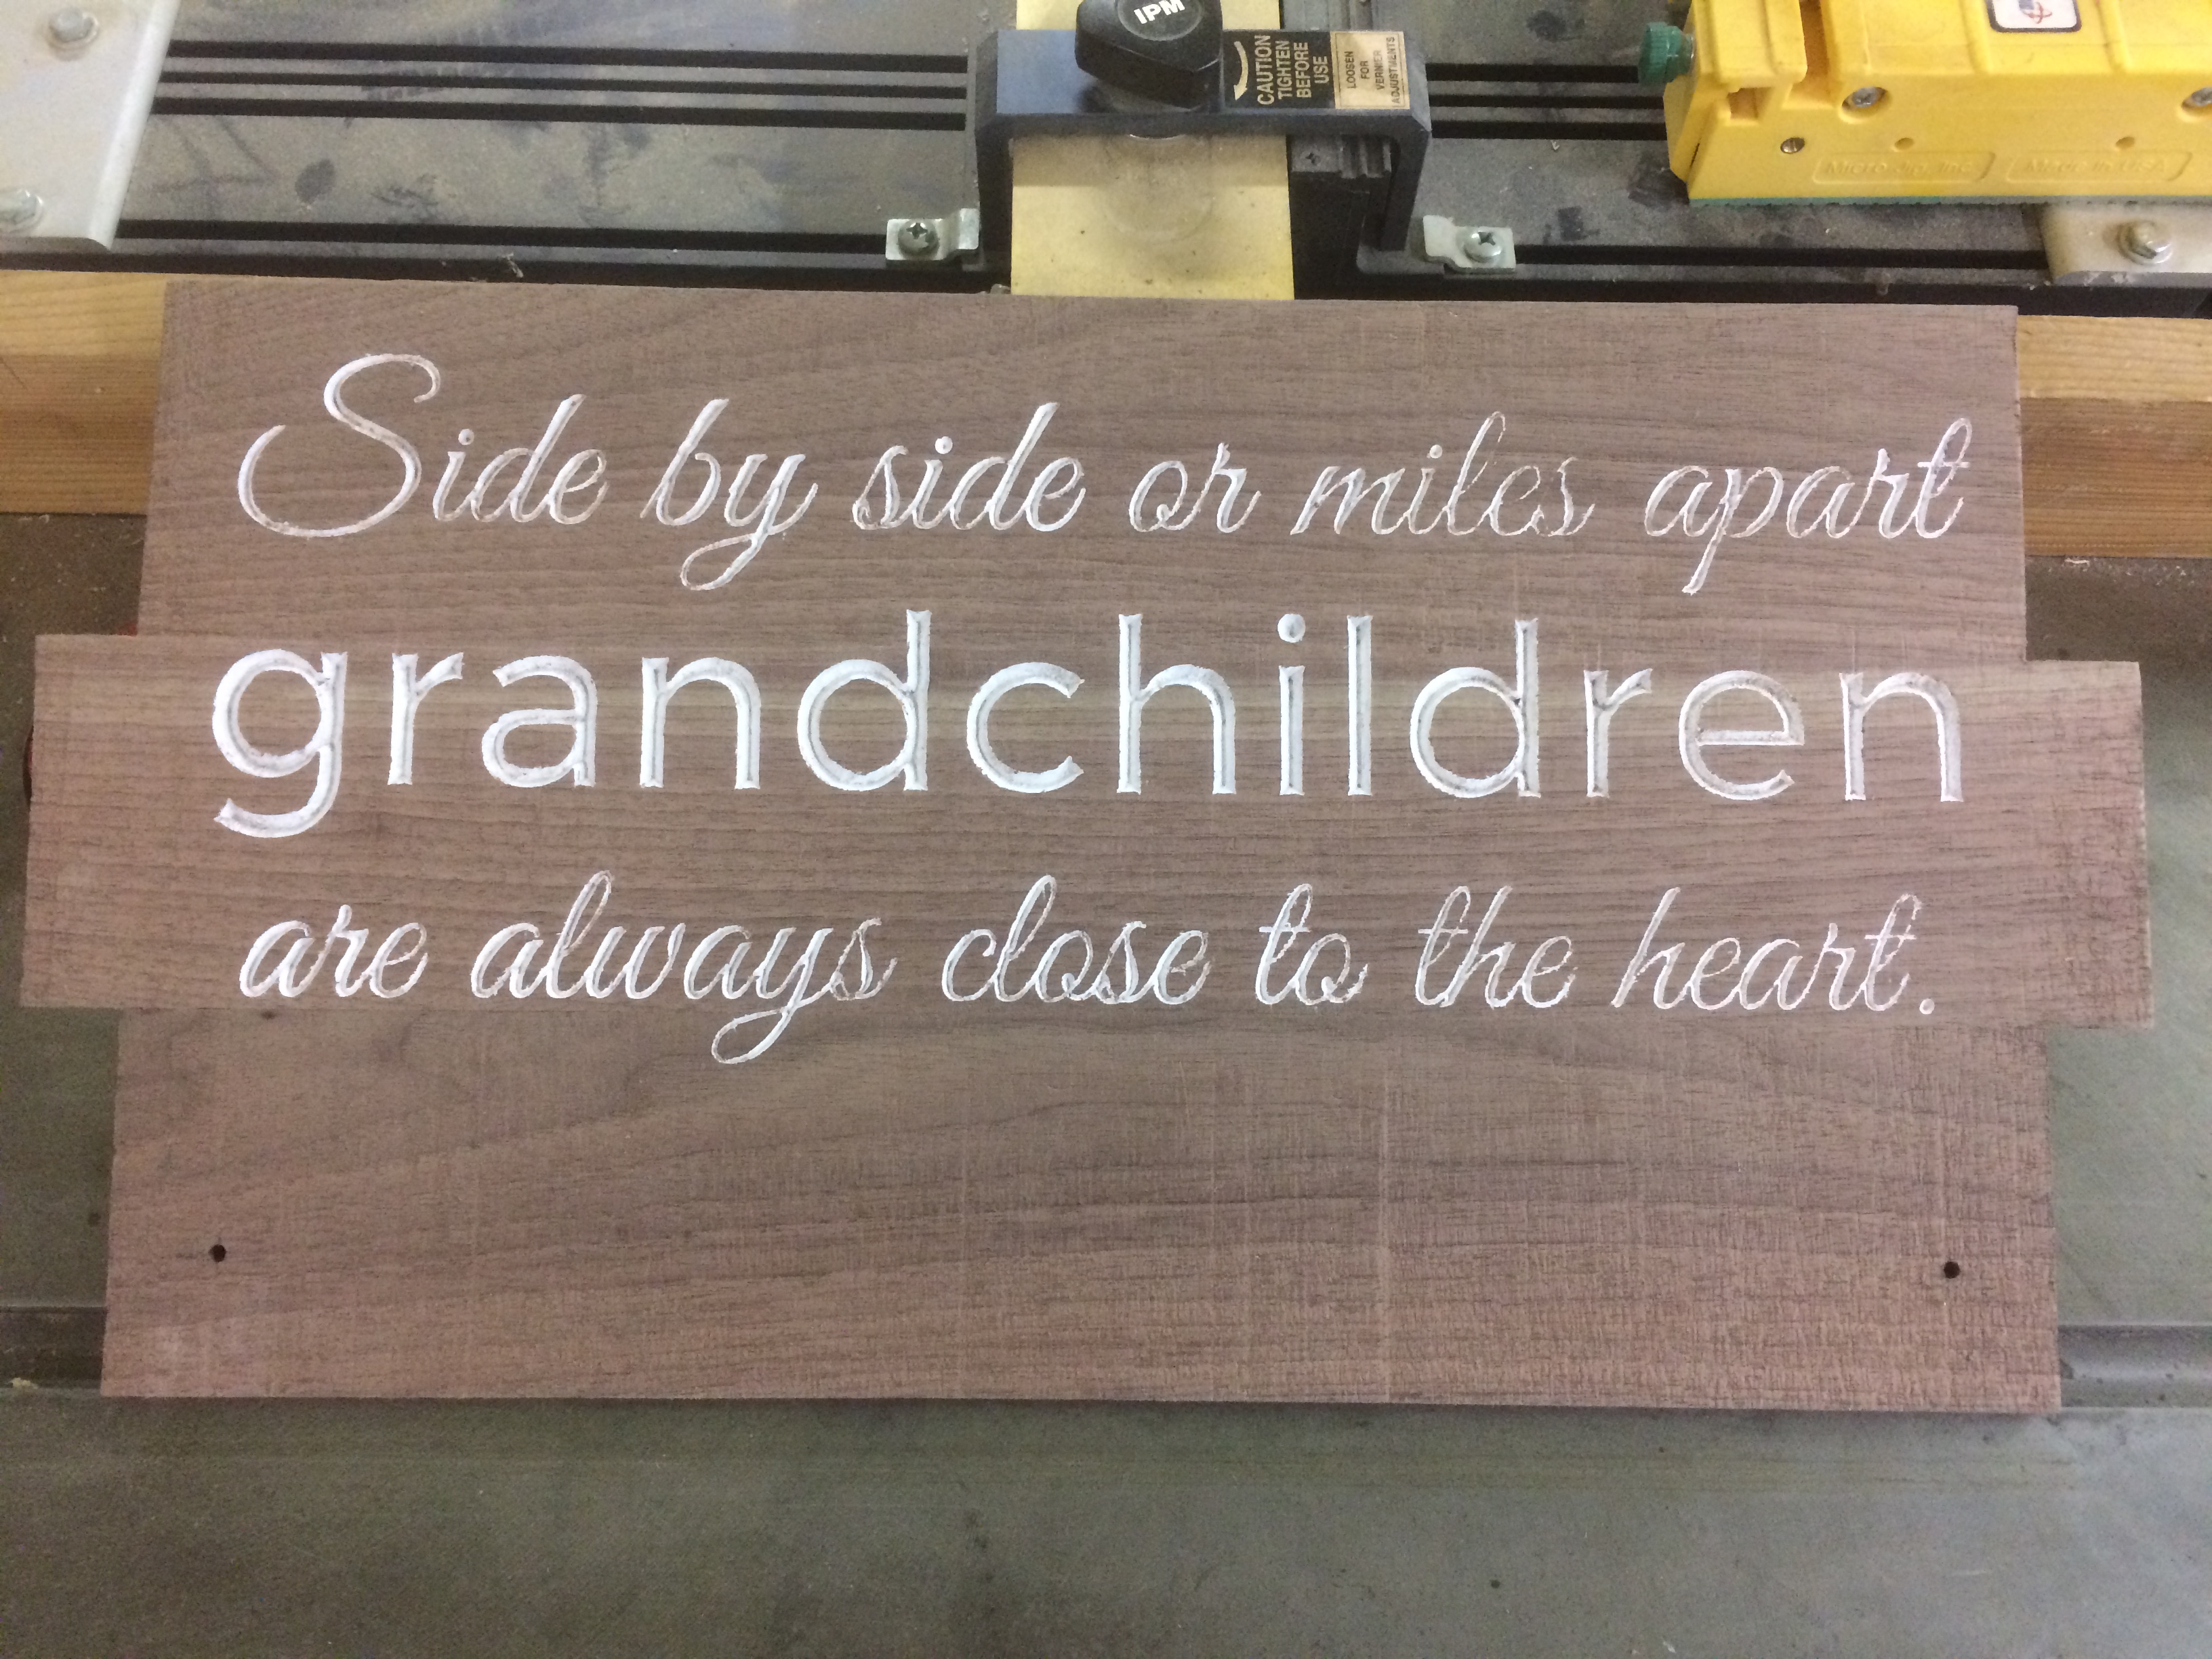 IPM
CAUTION
TIGHTEN
BEFORE
USE
LOOSEN
FOR
VERNIER
ADJUSTMENTS
Side by side or miles apart
grandchildren
are always close to the heart.